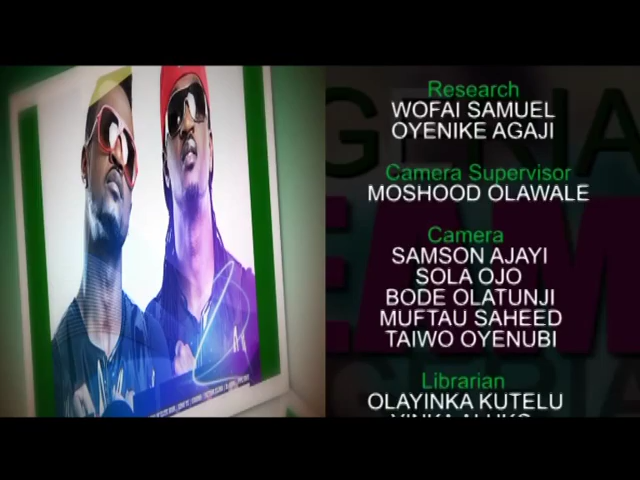 Research
WOFAI SAMUEL
OYENIKE AGAJI
Camera Supervisor
MOSHOOD OLAWALE
Camera
SAMSON AJAYI
SOLA OJO
BODE OLATUNJI
MUFTAU SAHEED
TAIWO OYENUBI
Librarian
OLAYINKA KUTELU